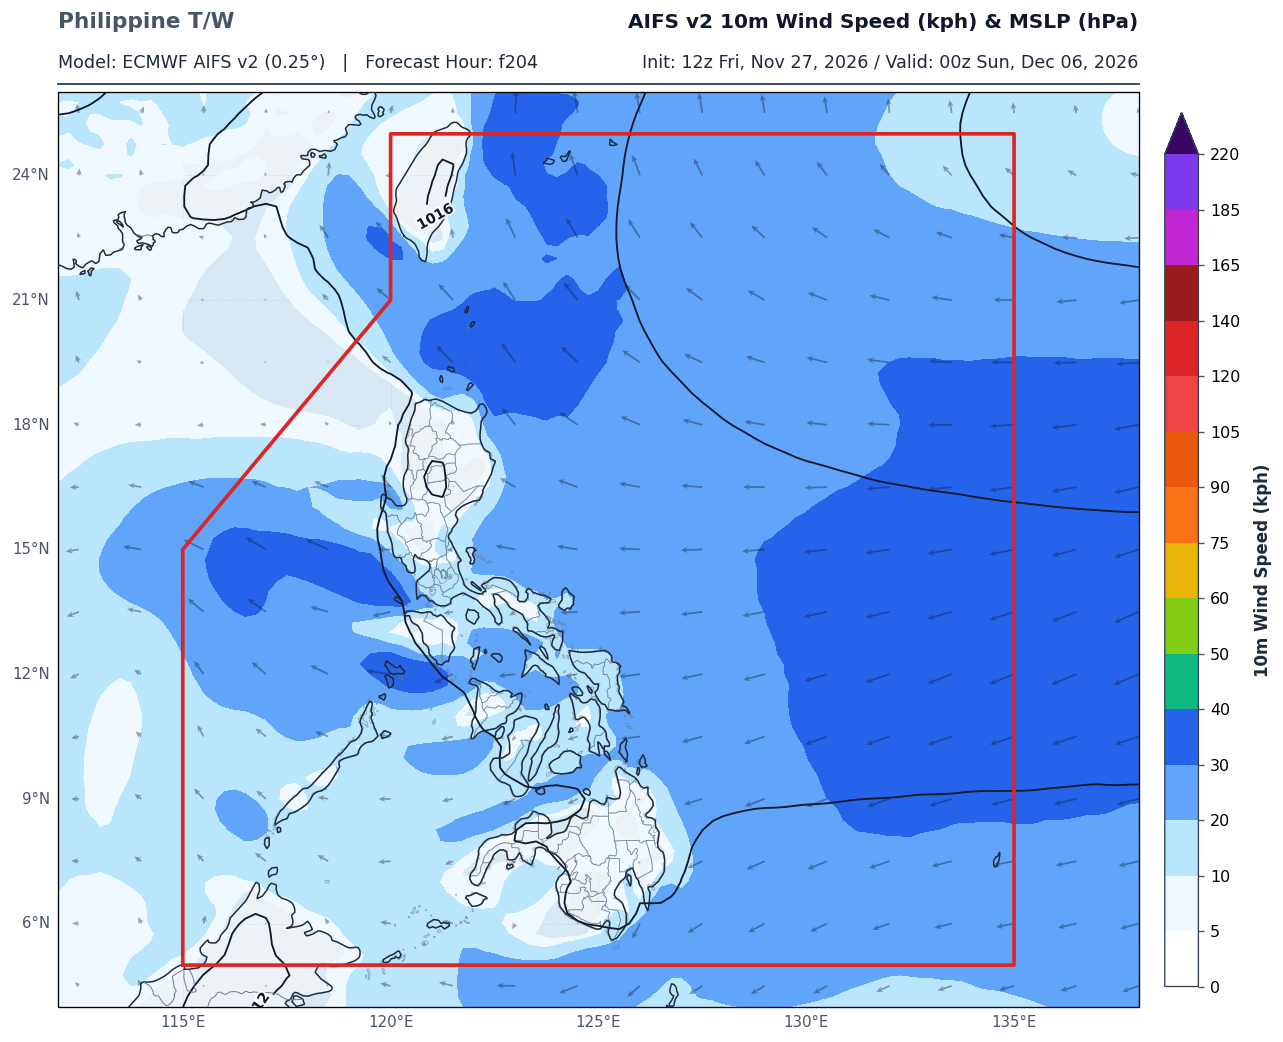 Philippine T/W
AIFS v2 10m Wind Speed (kph) & MSLP (hPa)
Model: ECMWF AIFS v2 (0.25°) | Forecast Hour: f204
Init: 12z Fri, Nov 27, 2026 / Valid: 00z Sun, Dec 06, 2026
24°N
21°N
18°N
15°N
12°N
9°N
6°N
1016
12
115°E
120°E
125°E
130°E
135°E
220
185
165
140
120
105
90
75
60
50
40
30
20
10
5
0
10m Wind Speed (kph)